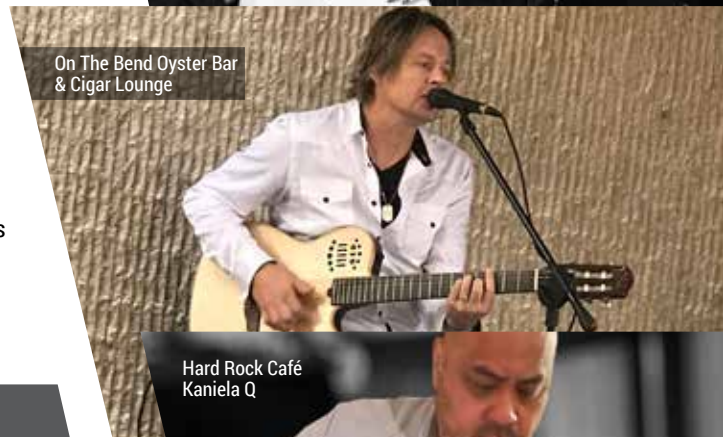 On The Bend Oyster Bar
& Cigar Lounge
s
Hard Rock Café
Kaniela Q